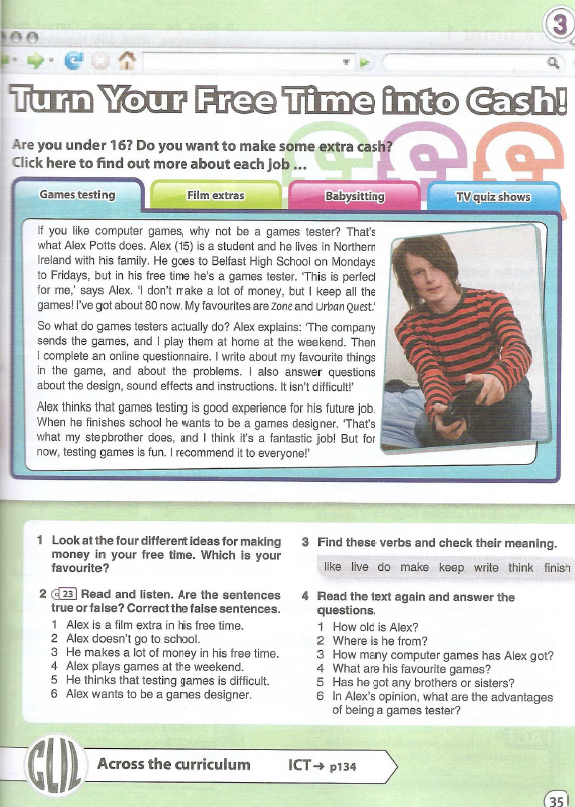 3
Turn Your Free Time into Cash!
Are you under 16? Do you want to make some extra cash?
Click here to find out more about each job ...
Games testing
Film extras
Babysitting
TV quiz shows
If you like computer games, why not be a games tester? That's
what Alex Potts does. Alex (15) is a student and he lives in Northern
Ireland with his family. He goes to Belfast High School on Mondays
to Fridays, but in his free time he's a games tester. 'This is perfect
for me,' says Alex. 'I don't make a lot of money, but I keep all the
games! I've got about 80 now. My favourites are Zone and Urban Quest.'
So what do games testers actually do? Alex explains: 'The company
sends the games, and I play them at home at the weekend. Then
I complete an online questionnaire. I write about my favourite things
in the game, and about the problems. I also answer questions
about the design, sound effects and instructions. It isn't difficult!'
Alex thinks that games testing is good experience for his future job.
When he finishes school he wants to be a games designer. 'That's
what my stepbrother does, and I think it's a fantastic job! But for
now, testing games is fun. I recommend it to everyone!'
1 Look at the four different ideas for making
money in your free time. Which is your
favourite?
2 23 Read and listen. Are the sentences
true or false? Correct the false sentences.
1 Alex is a film extra in his free time.
2 Alex doesn't go to school.
3 He makes a lot of money in his free time.
4 Alex plays games at the weekend.
5 He thinks that testing games is difficult.
6 Alex wants to be a games designer.
3 Find these verbs and check their meaning.
like live do make keep write think finish
4 Read the text again and answer the
questions.
1 How old is Alex?
2 Where is he from?
3 How many computer games has Alex got?
4 What are his favourite games?
5 Has he got any brothers or sisters?
6 In Alex's opinion, what are the advantages
of being a games tester?
CLIL
Across the curriculum ICT → p134
35